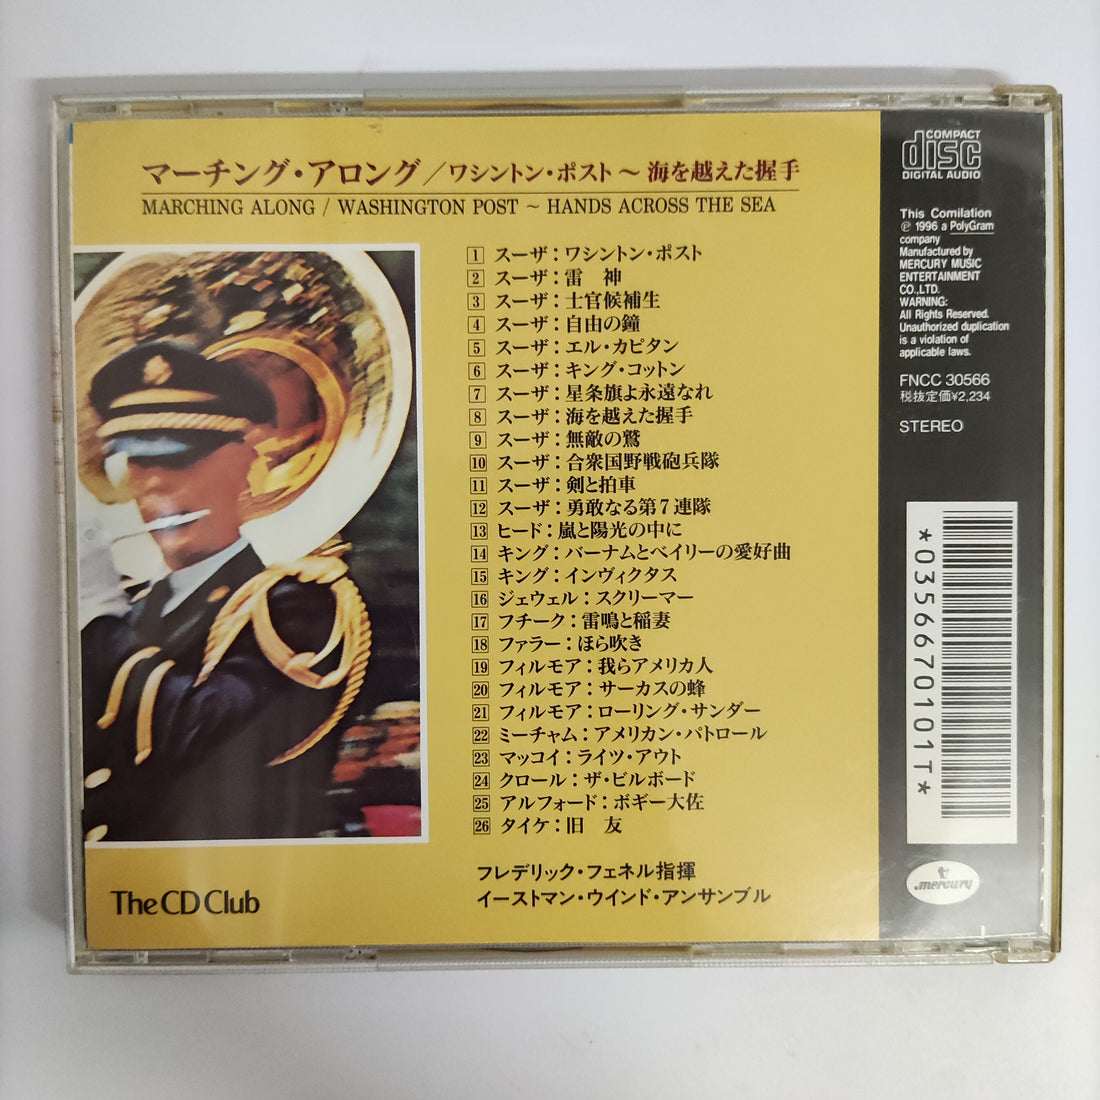 マーチング・アロング／ワシントン・ポスト～海を越えた握手
MARCHING ALONG / WASHINGTON POST ~ HANDS ACROSS THE SEA
1 スーザ：ワシントン・ポスト
2 スーザ：雷　神
3 スーザ：士官候補生
4 スーザ：自由の鐘
5 スーザ：エル・カピタン
6 スーザ：キング・コットン
7 スーザ：星条旗よ永遠なれ
8 スーザ：海を越えた握手
9 スーザ：無敵の鷲
10 スーザ：合衆国野戦砲兵隊
11 スーザ：剣と拍車
12 スーザ：勇敢なる第７連隊
13 ヒード：嵐と陽光の中に
14 キング：バーナムとベイリーの愛好曲
15 キング：インヴィクタス
16 ジェウェル：スクリーマー
17 フチーク：雷鳴と稲妻
18 ファラー：ほら吹き
19 フィルモア：我らアメリカ人
20 フィルモア：サーカスの蜂
21 フィルモア：ローリング・サンダー
22 ミーチャム：アメリカン・パトロール
23 マッコイ：ライツ・アウト
24 クロール：ザ・ビルボード
25 アルフォード：ボギー大佐
26 タイケ：旧　友
フレデリック・フェネル指揮
イーストマン・ウインド・アンサンブル
The CD Club
COMPACT
disc
DIGITAL AUDIO
This Comilation
℗ 1996 a PolyGram
company
Manufactured by
MERCURY MUSIC
ENTERTAINMENT
CO.,LTD.
WARNING:
All Rights Reserved.
Unauthorized duplication
is a violation of
applicable laws.
FNCC 30566
税抜定価¥2,234
STEREO
*0356670101T*
mercury